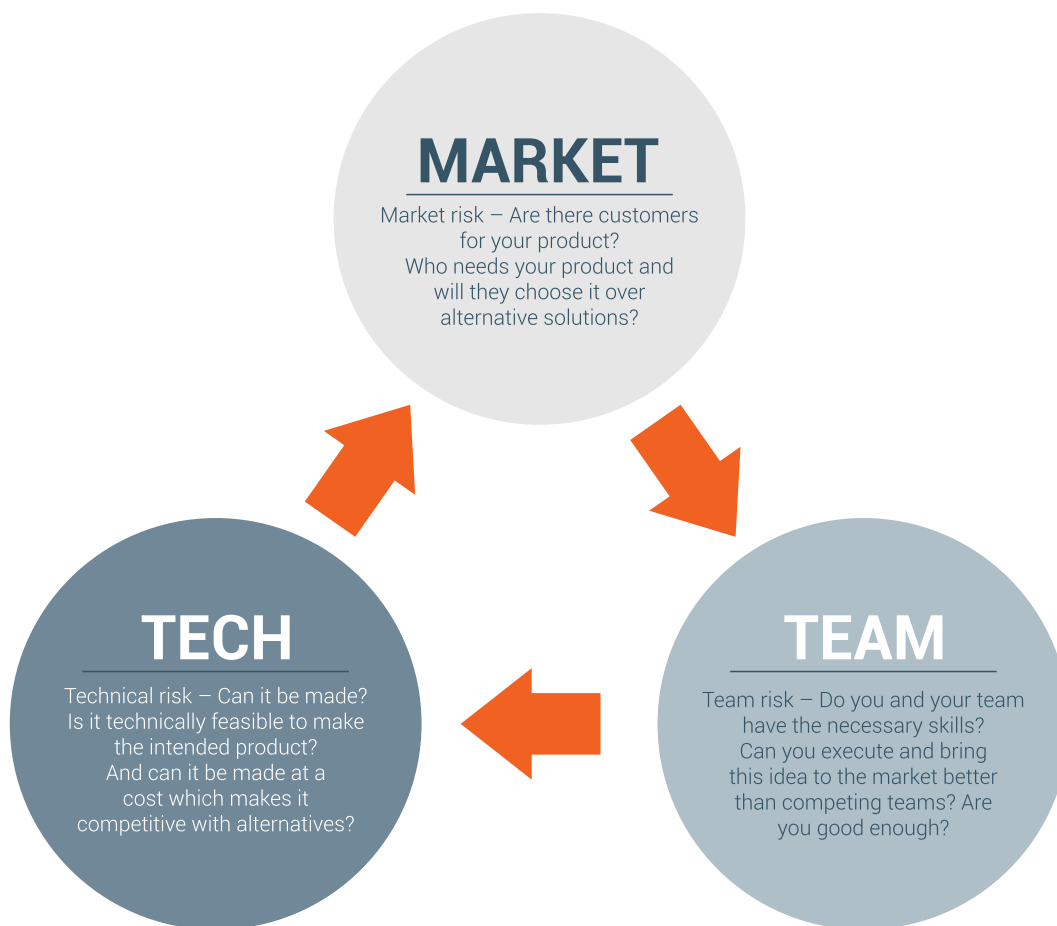 MARKET
Market risk – Are there customers
for your product?
Who needs your product and
will they choose it over
alternative solutions?
TECH
Technical risk – Can it be made?
Is it technically feasible to make
the intended product?
And can it be made at a
cost which makes it
competitive with alternatives?
TEAM
Team risk – Do you and your team
have the necessary skills?
Can you execute and bring
this idea to the market better
than competing teams? Are
you good enough?